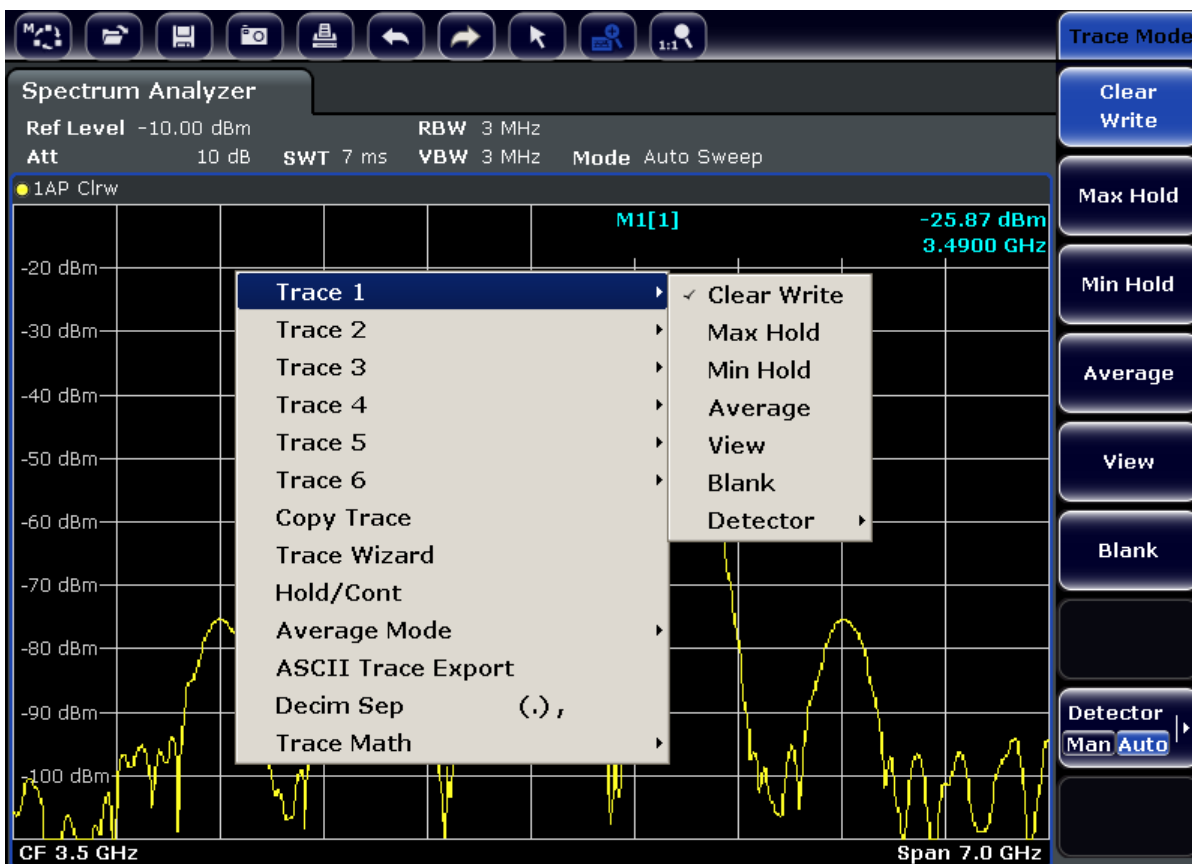 M
1:1
Trace Mode
Spectrum Analyzer
Ref Level -10.00 dBm RBW 3 MHz
Att 10 dB SWT 7 ms VBW 3 MHz Mode Auto Sweep
1AP Clrw
M1[1] -25.87 dBm
3.4900 GHz
-20 dBm
-30 dBm
-40 dBm
-50 dBm
-60 dBm
-70 dBm
-80 dBm
-90 dBm
-100 dBm
Trace 1
Trace 2
Trace 3
Trace 4
Trace 5
Trace 6
Copy Trace
Trace Wizard
Hold/Cont
Average Mode
ASCII Trace Export
Decim Sep (.) ,
Trace Math
Clear Write
Max Hold
Min Hold
Average
View
Blank
Detector
CF 3.5 GHz Span 7.0 GHz
Clear
Write
Max Hold
Min Hold
Average
View
Blank
Detector
Man Auto